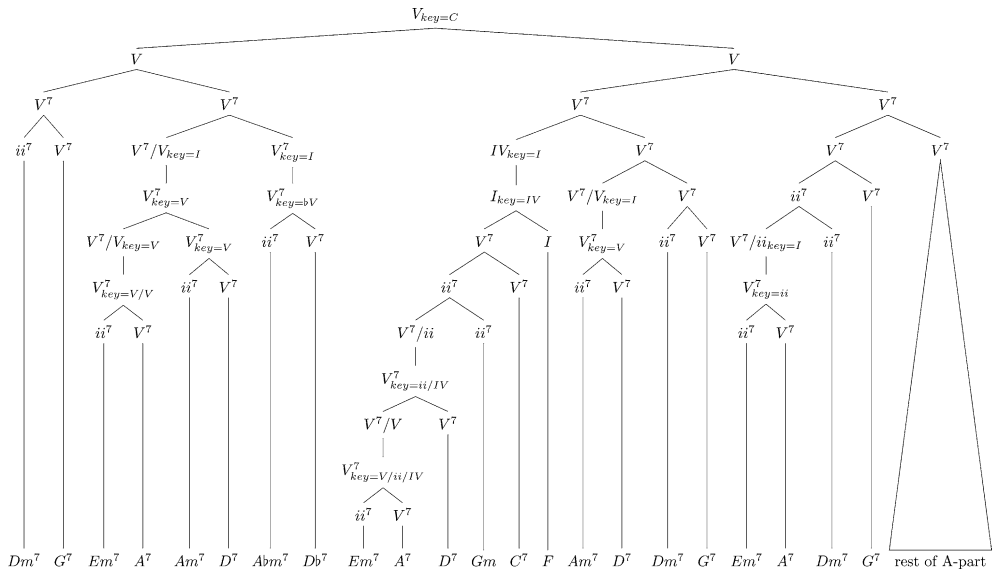 V_{key=C}
V V
V^7 V^7 V^7 V^7
ii^7 V^7 V^7/V_{key=I} V^7_{key=I} IV_{key=I} V^7 V^7 V^7
V^7_{key=V} V^7_{key=♭V} I_{key=IV} V^7/V_{key=I} V^7 ii^7 V^7
V^7/V_{key=V} V^7_{key=V} ii^7 V^7 V^7 I V^7_{key=V} ii^7 V^7 V^7/ii_{key=I} ii^7
V^7_{key=V/V} ii^7 V^7 ii^7 V^7 ii^7 V^7 V^7_{key=ii}
ii^7 V^7 V^7/ii ii^7 ii^7 V^7
V^7_{key=ii/IV}
V^7/V V^7
V^7_{key=V/ii/IV}
ii^7 V^7
Dm^7 G^7 Em^7 A^7 Am^7 D^7 A♭m^7 D♭^7 Em^7 A^7 D^7 Gm C^7 F Am^7 D^7 Dm^7 G^7 Em^7 A^7 Dm^7 G^7 rest of A-part